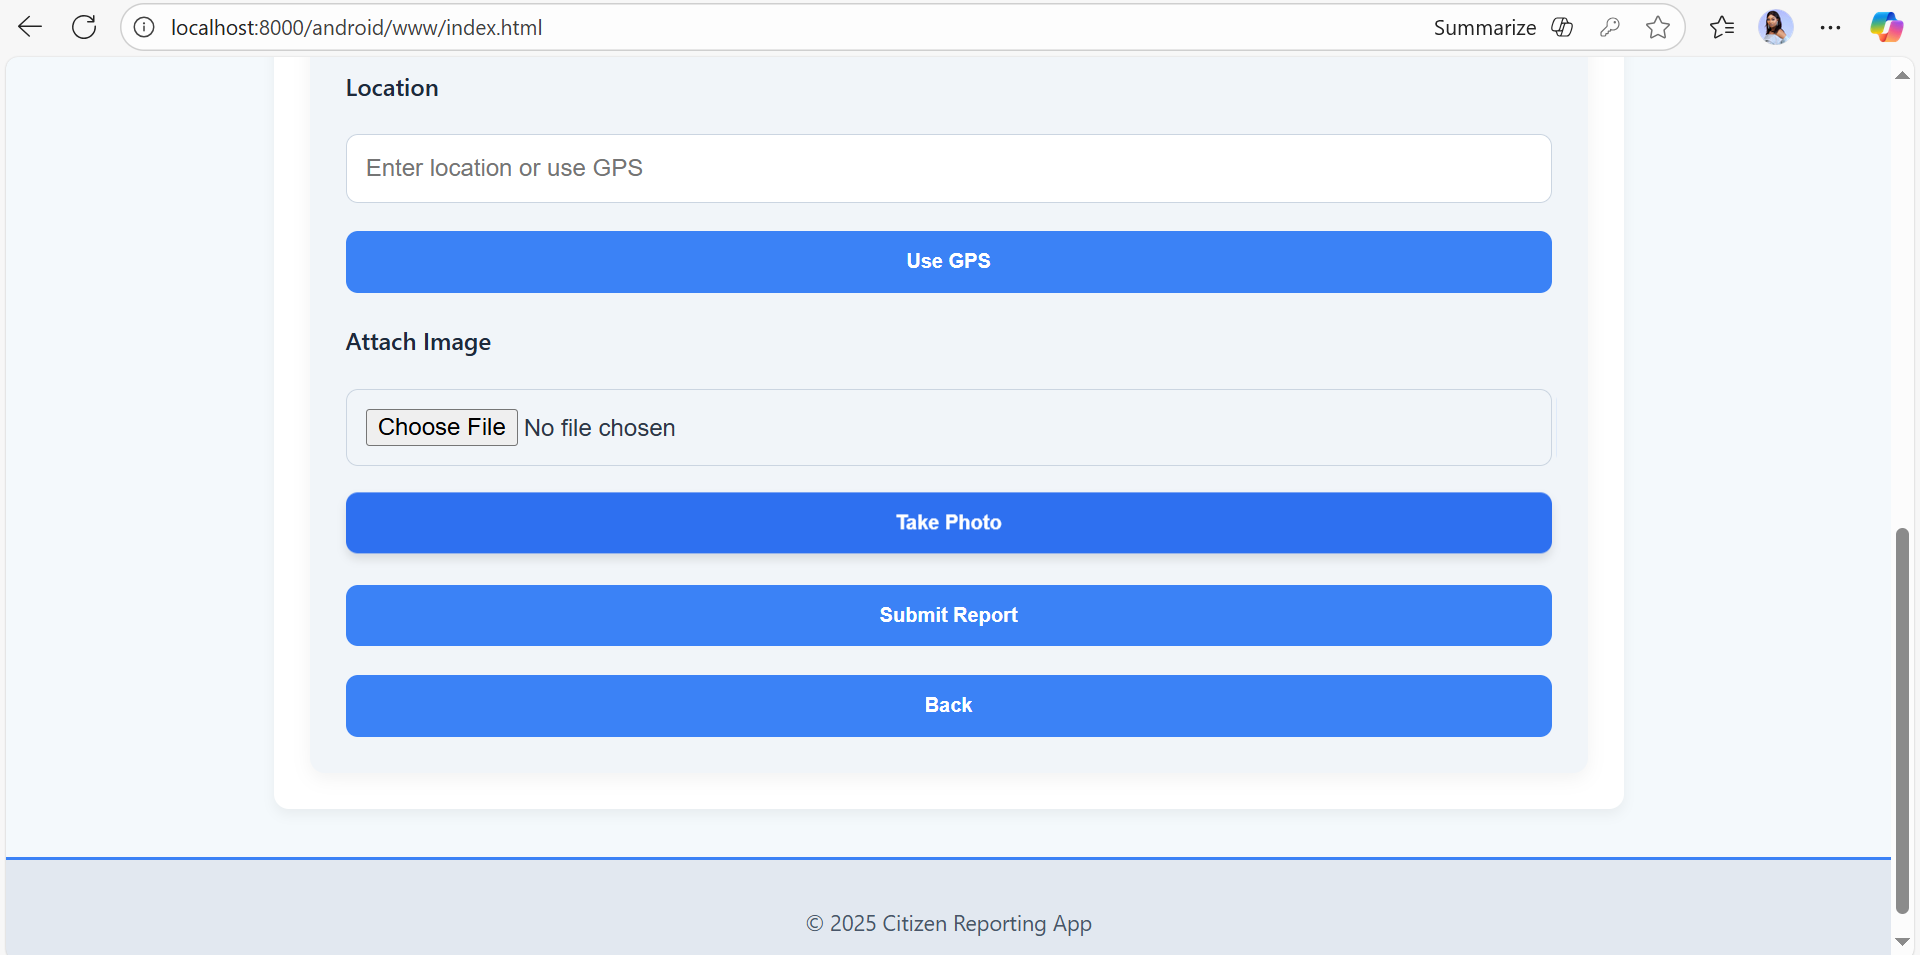 localhost:8000/android/www/index.html
Summarize
Location
Enter location or use GPS
Use GPS
Attach Image
Choose File No file chosen
Take Photo
Submit Report
Back
© 2025 Citizen Reporting App